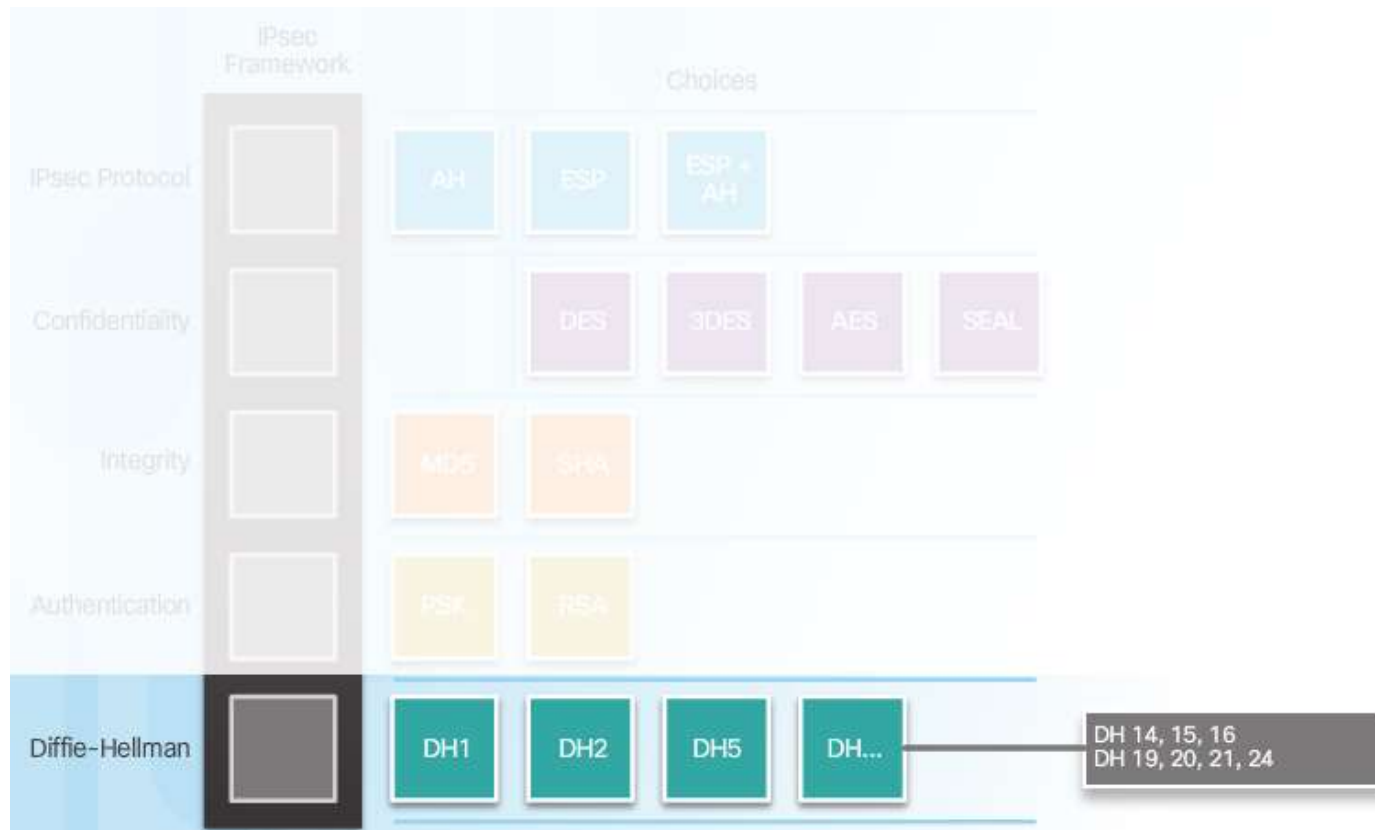 IPsec
Framework
Choices
IPsec Protocol
AH
ESP
ESP +
AH
Confidentiality
DES
3DES
AES
SEAL
Integrity
MD5
SHA
Authentication
PSK
RSA
Diffie-Hellman
DH1
DH2
DH5
DH...
DH 14, 15, 16
DH 19, 20, 21, 24